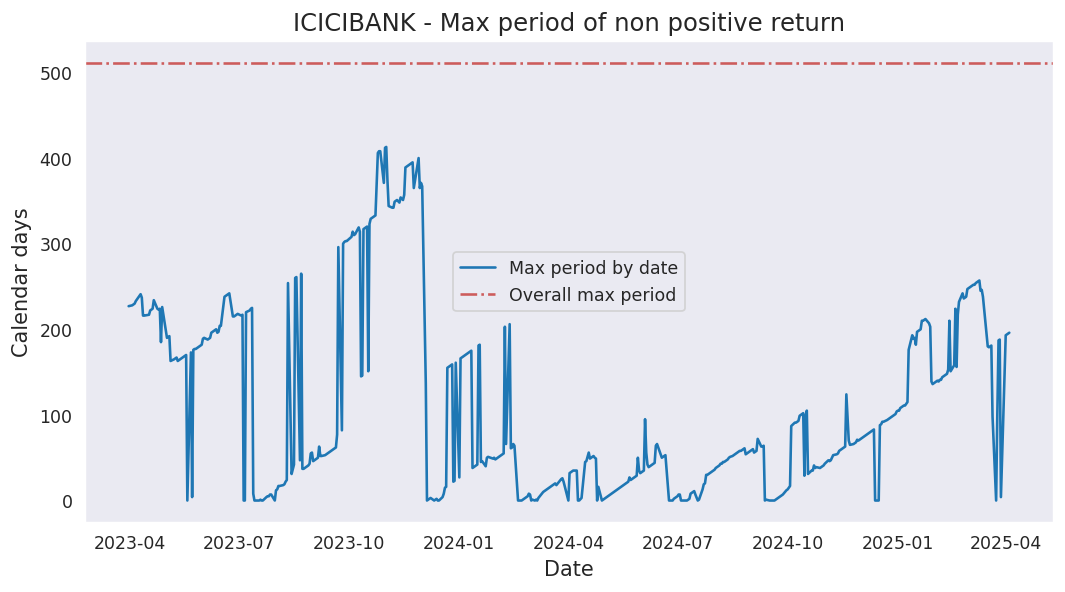 ICICIBANK - Max period of non positive return
Calendar days
500
400
300
200
100
0
Max period by date
Overall max period
2023-04 2023-07 2023-10 2024-01 2024-04 2024-07 2024-10 2025-01 2025-04
Date